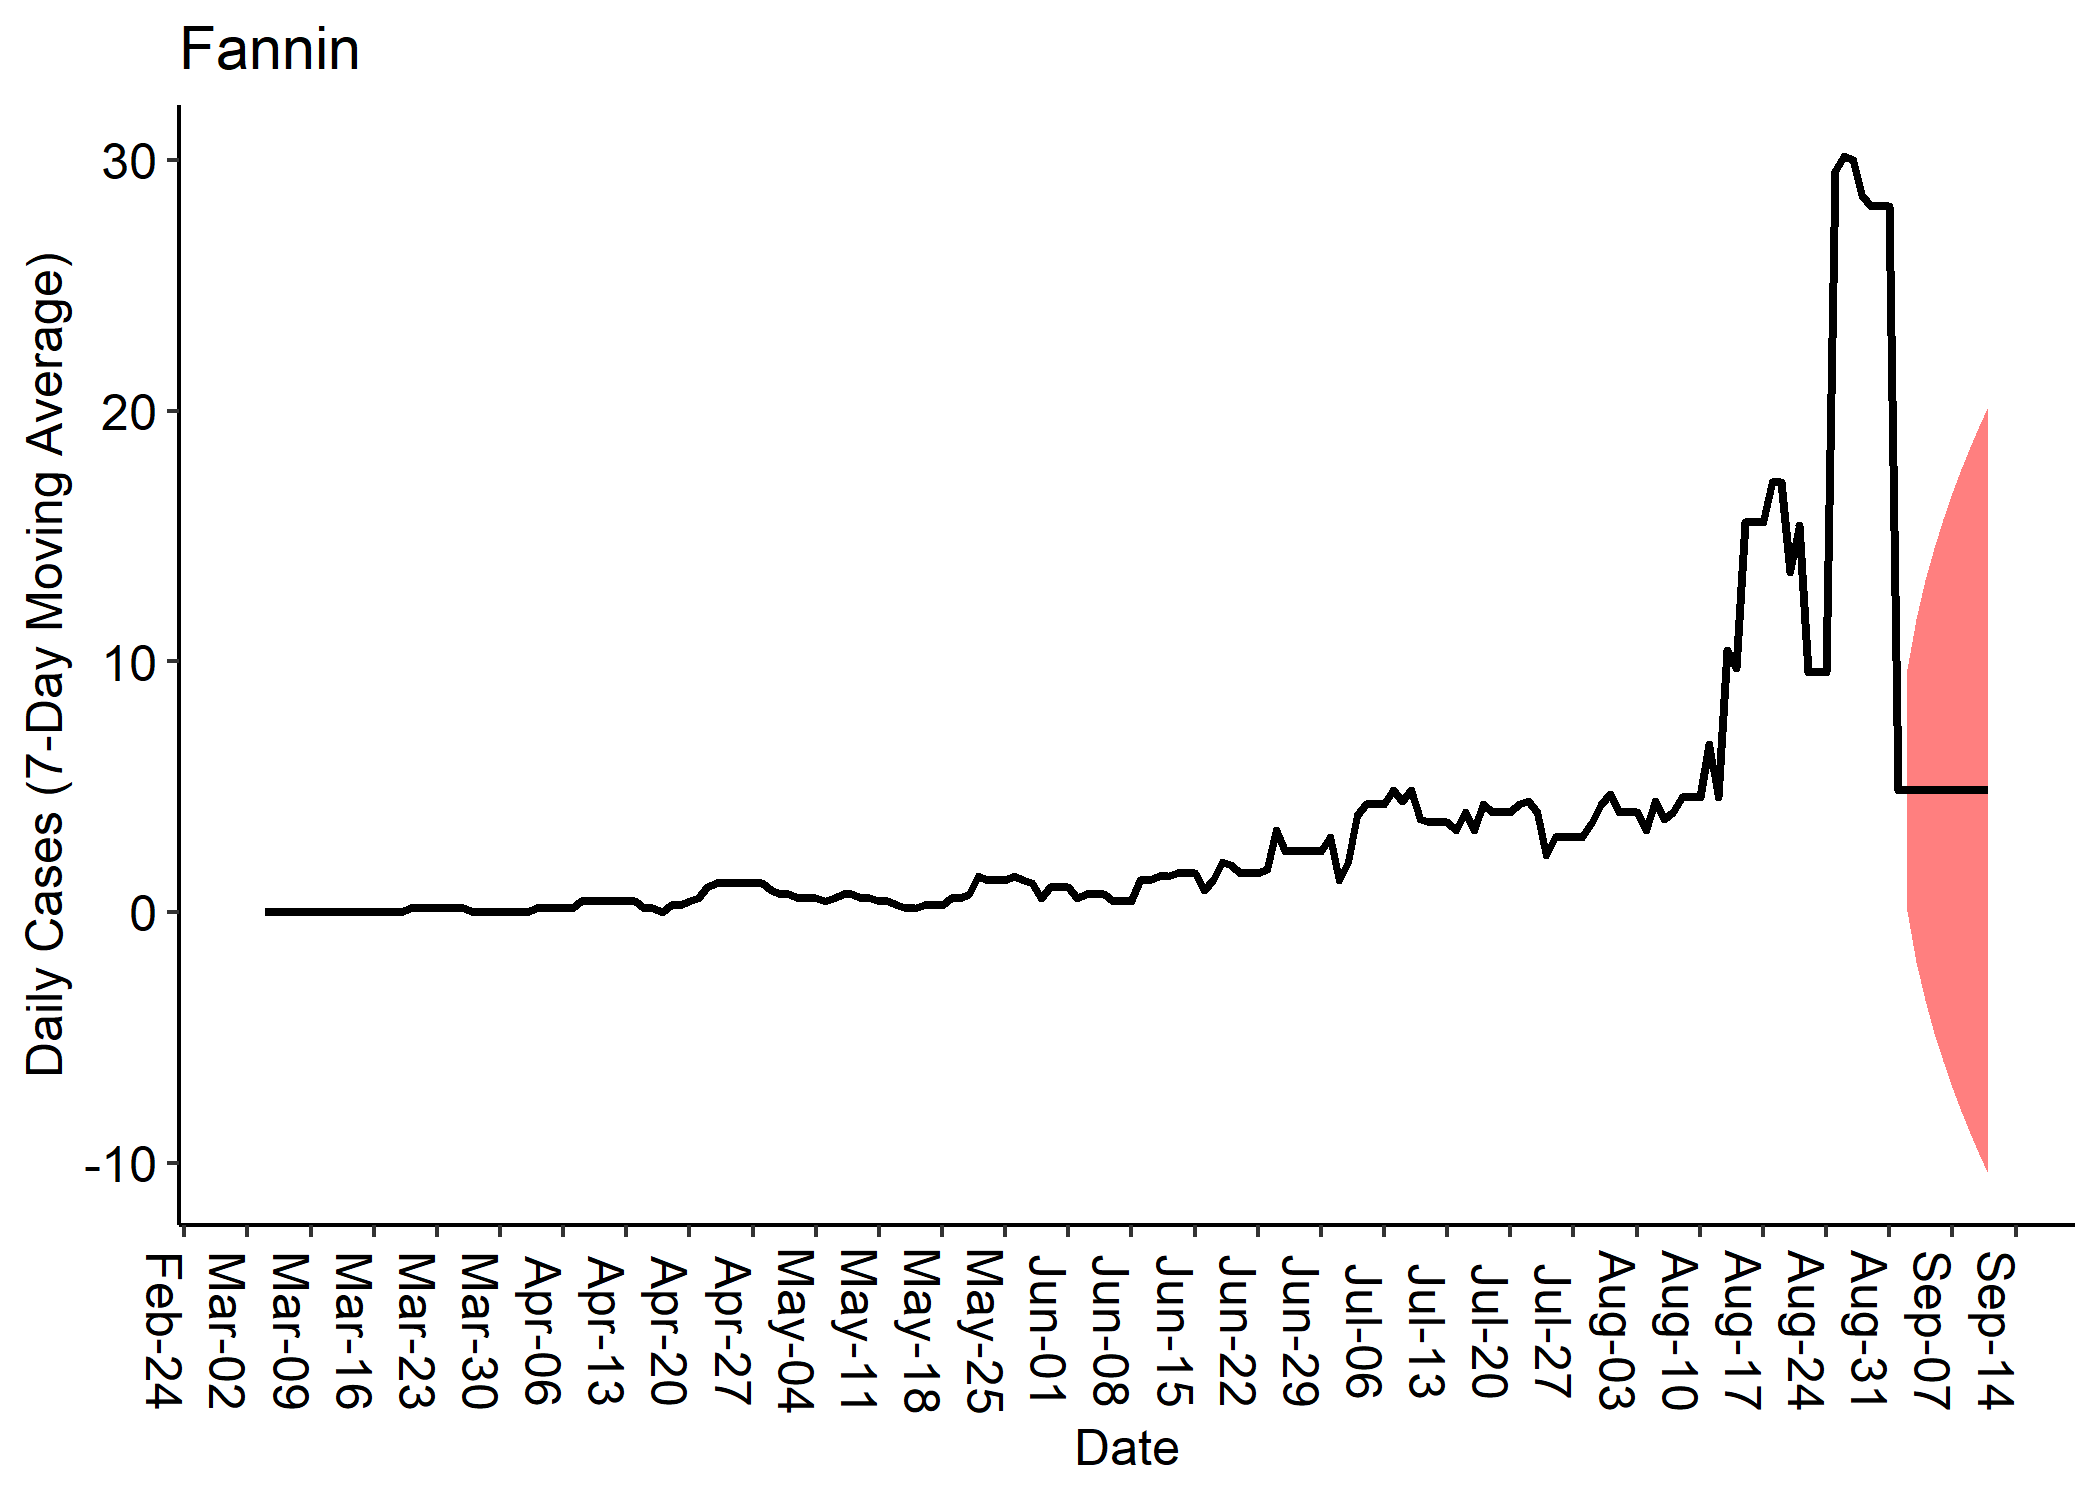 Fannin
Daily Cases (7-Day Moving Average)
30
20
10
0
-10
Feb-24
Mar-02
Mar-09
Mar-16
Mar-23
Mar-30
Apr-06
Apr-13
Apr-20
Apr-27
May-04
May-11
May-18
May-25
Jun-01
Jun-08
Jun-15
Jun-22
Jun-29
Jul-06
Jul-13
Jul-20
Jul-27
Aug-03
Aug-10
Aug-17
Aug-24
Aug-31
Sep-07
Sep-14
Date